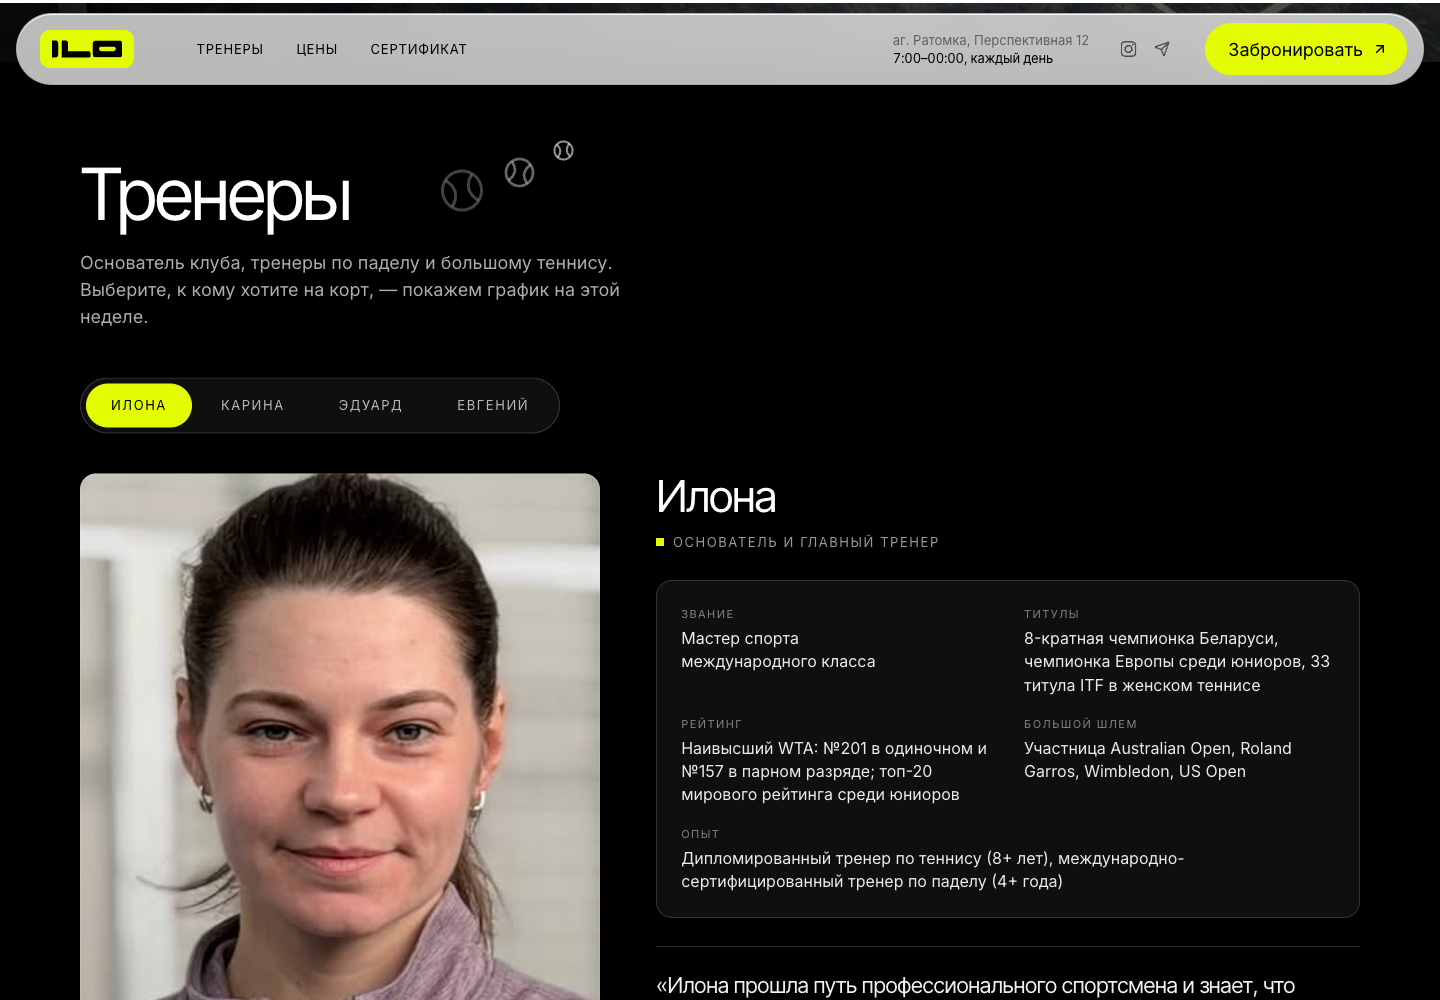 ILO
ТРЕНЕРЫ
ЦЕНЫ
СЕРТИФИКАТ
аг. Ратомка, Перспективная 12
7:00–00:00, каждый день
Забронировать
Тренеры
Основатель клуба, тренеры по паделу и большому теннису.
Выберите, к кому хотите на корт, — покажем график на этой
неделе.
ИЛОНА
КАРИНА
ЭДУАРД
ЕВГЕНИЙ
Илона
ОСНОВАТЕЛЬ И ГЛАВНЫЙ ТРЕНЕР
ЗВАНИЕ
Мастер спорта
международного класса
ТИТУЛЫ
8-кратная чемпионка Беларуси,
чемпионка Европы среди юниоров, 33
титула ITF в женском теннисе
РЕЙТИНГ
Наивысший WTA: №201 в одиночном и
№157 в парном разряде; топ-20
мирового рейтинга среди юниоров
БОЛЬШОЙ ШЛЕМ
Участница Australian Open, Roland
Garros, Wimbledon, US Open
ОПЫТ
Дипломированный тренер по теннису (8+ лет), международно-
сертифицированный тренер по паделу (4+ года)
«Илона прошла путь профессионального спортсмена и знает, что